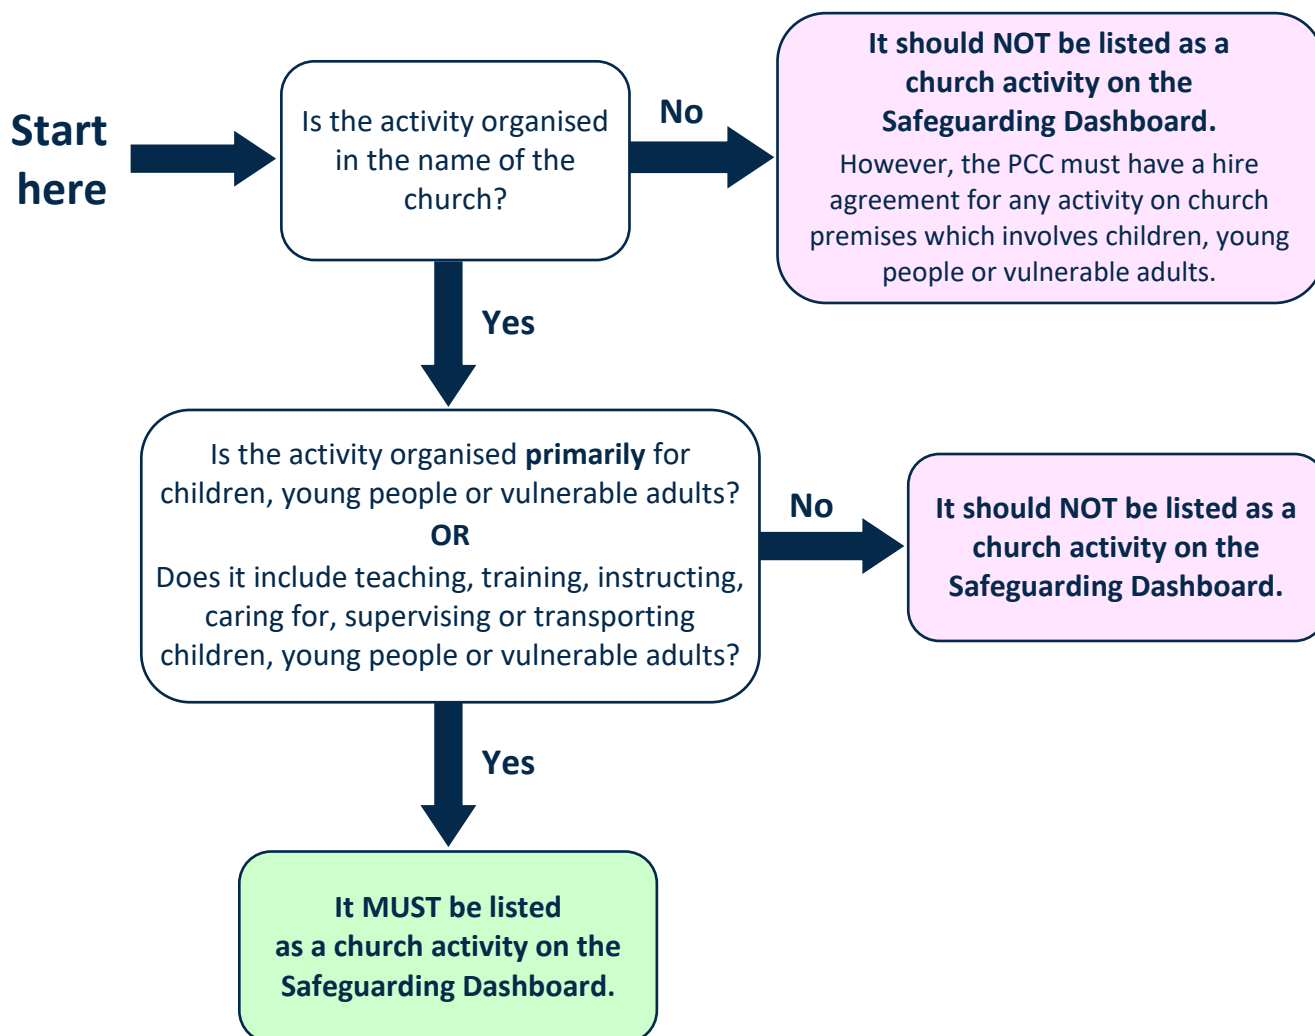 Start
here
Is the activity organised
in the name of the
church?
No
It should NOT be listed as a
church activity on the
Safeguarding Dashboard.
However, the PCC must have a hire
agreement for any activity on church
premises which involves children, young
people or vulnerable adults.
Yes
Is the activity organised primarily for
children, young people or vulnerable adults?
OR
Does it include teaching, training, instructing,
caring for, supervising or transporting
children, young people or vulnerable adults?
No
It should NOT be listed as a
church activity on the
Safeguarding Dashboard.
Yes
It MUST be listed
as a church activity on the
Safeguarding Dashboard.